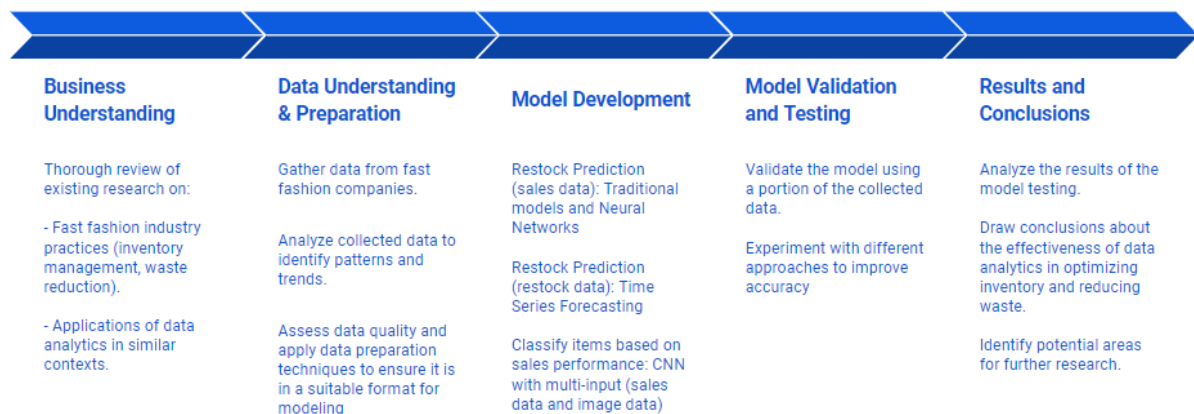 Business
Understanding
Thorough review of
existing research on:
- Fast fashion industry
practices (inventory
management, waste
reduction).
- Applications of data
analytics in similar
contexts.
Data Understanding
& Preparation
Gather data from fast
fashion companies.
Analyze collected data to
identify patterns and
trends.
Assess data quality and
apply data preparation
techniques to ensure it is
in a suitable format for
modeling
Model Development
Restock Prediction
(sales data): Traditional
models and Neural
Networks
Restock Prediction
(restock data): Time
Series Forecasting
Classify items based on
sales performance: CNN
with multi-input (sales
data and image data)
Model Validation
and Testing
Validate the model using
a portion of the collected
data.
Experiment with different
approaches to improve
accuracy
Results and
Conclusions
Analyze the results of the
model testing.
Draw conclusions about
the effectiveness of data
analytics in optimizing
inventory and reducing
waste.
Identify potential areas
for further research.